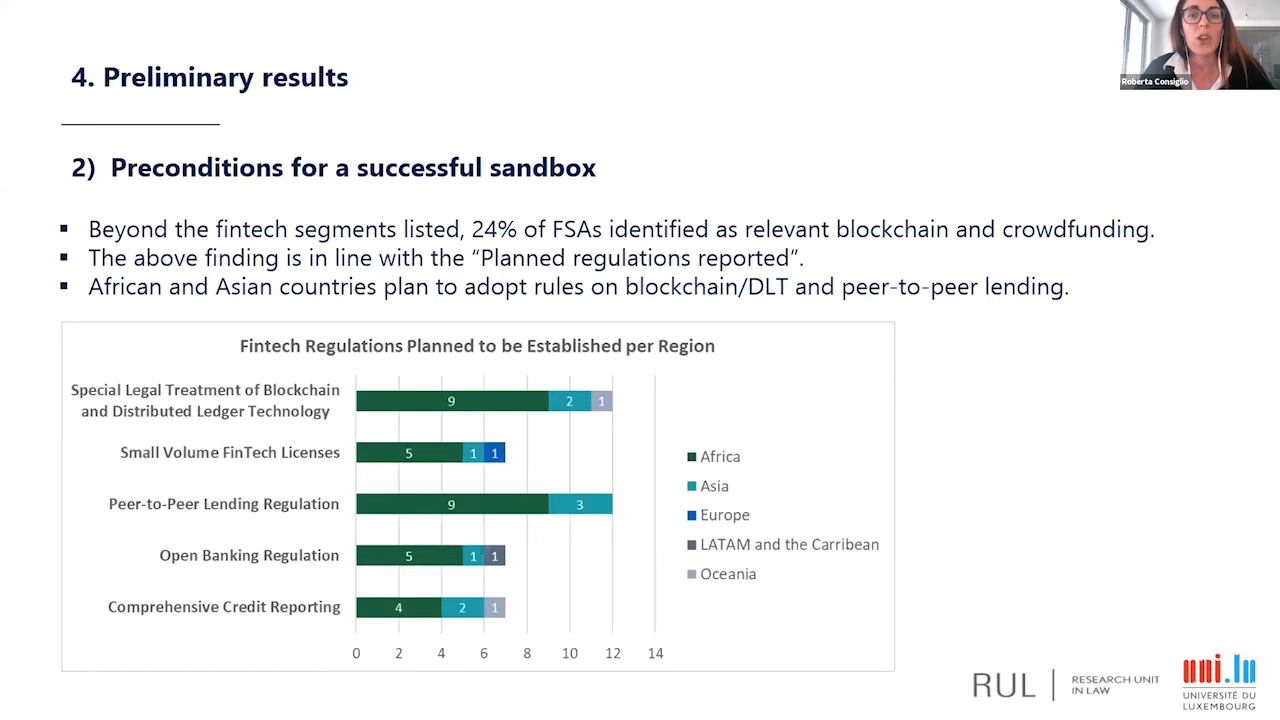 4. Preliminary results
Roberta Consiglio
2) Preconditions for a successful sandbox
▪ Beyond the fintech segments listed, 24% of FSAs identified as relevant blockchain and crowdfunding.
▪ The above finding is in line with the “Planned regulations reported”.
▪ African and Asian countries plan to adopt rules on blockchain/DLT and peer-to-peer lending.
Fintech Regulations Planned to be Established per Region
Special Legal Treatment of Blockchain
and Distributed Ledger Technology
9 2 1
Small Volume FinTech Licenses
5 1 1
Peer-to-Peer Lending Regulation
9 3
Open Banking Regulation
5 1 1
Comprehensive Credit Reporting
4 2 1
0 2 4 6 8 10 12 14
Africa
Asia
Europe
LATAM and the Carribean
Oceania
RUL
RESEARCH UNIT
IN LAW
uni.lu
UNIVERSITÉ DU
LUXEMBOURG